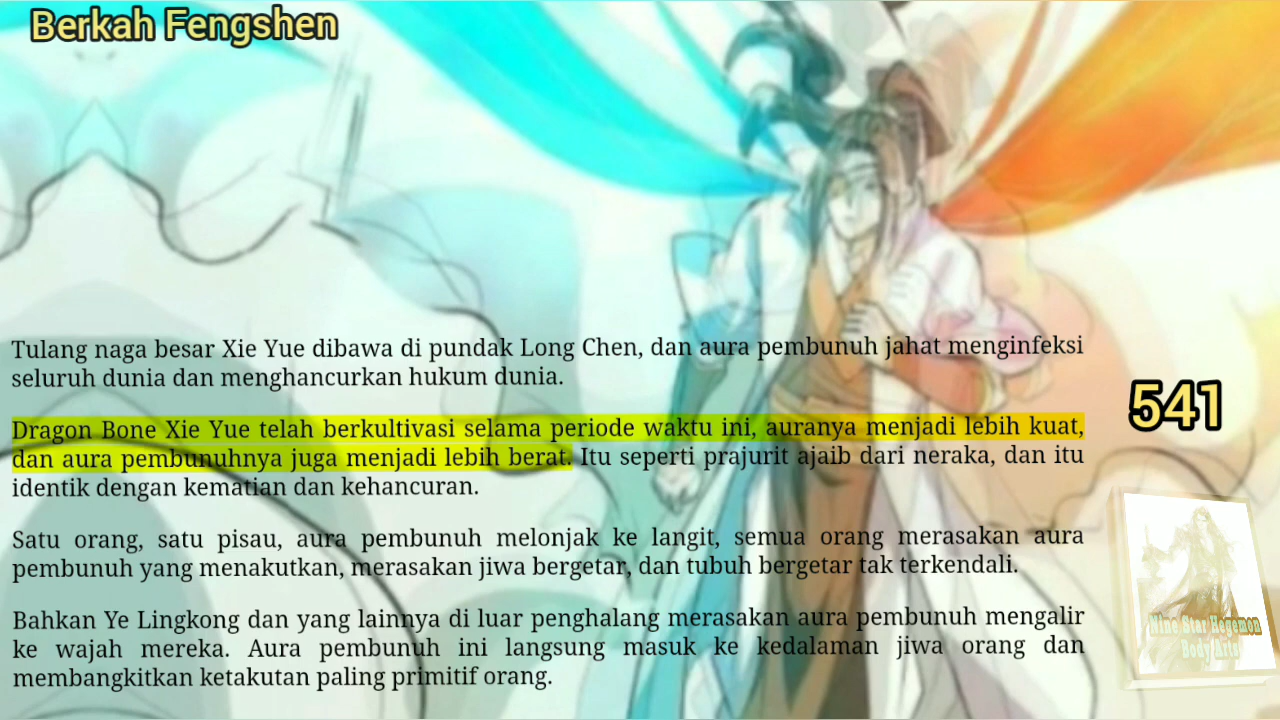 Berkah Fengshen
Tulang naga besar Xie Yue dibawa di pundak Long Chen, dan aura pembunuh jahat menginfeksi
seluruh dunia dan menghancurkan hukum dunia.
Dragon Bone Xie Yue telah berkultivasi selama periode waktu ini, auranya menjadi lebih kuat,
dan aura pembunuhnya juga menjadi lebih berat. Itu seperti prajurit ajaib dari neraka, dan itu
identik dengan kematian dan kehancuran.
Satu orang, satu pisau, aura pembunuh melonjak ke langit, semua orang merasakan aura
pembunuh yang menakutkan, merasakan jiwa bergetar, dan tubuh bergetar tak terkendali.
Bahkan Ye Lingkong dan yang lainnya di luar penghalang merasakan aura pembunuh mengalir
ke wajah mereka. Aura pembunuh ini langsung masuk ke kedalaman jiwa orang dan
membangkitkan ketakutan paling primitif orang.
541
Nine Star Hegemon
Body Arts